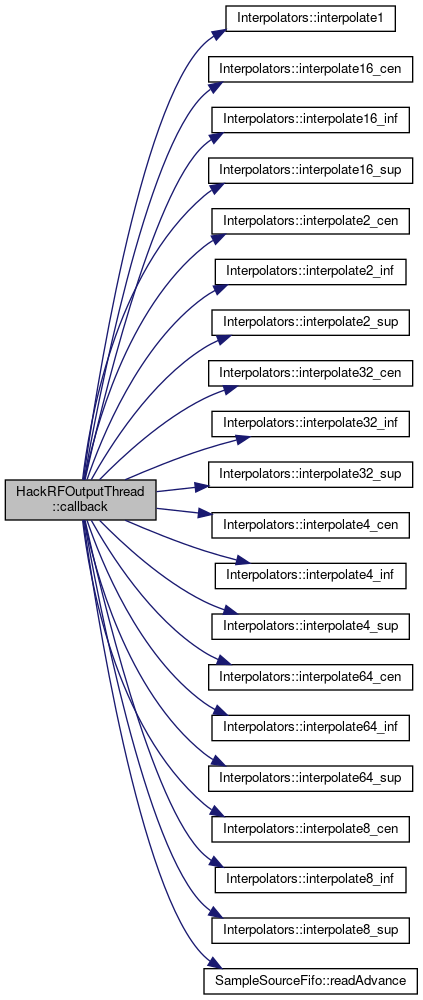 Interpolators::interpolate1
Interpolators::interpolate16_cen
Interpolators::interpolate16_inf
Interpolators::interpolate16_sup
Interpolators::interpolate2_cen
Interpolators::interpolate2_inf
Interpolators::interpolate2_sup
Interpolators::interpolate32_cen
Interpolators::interpolate32_inf
Interpolators::interpolate32_sup
HackRFOutputThread
::callback
Interpolators::interpolate4_cen
Interpolators::interpolate4_inf
Interpolators::interpolate4_sup
Interpolators::interpolate64_cen
Interpolators::interpolate64_inf
Interpolators::interpolate64_sup
Interpolators::interpolate8_cen
Interpolators::interpolate8_inf
Interpolators::interpolate8_sup
SampleSourceFifo::readAdvance